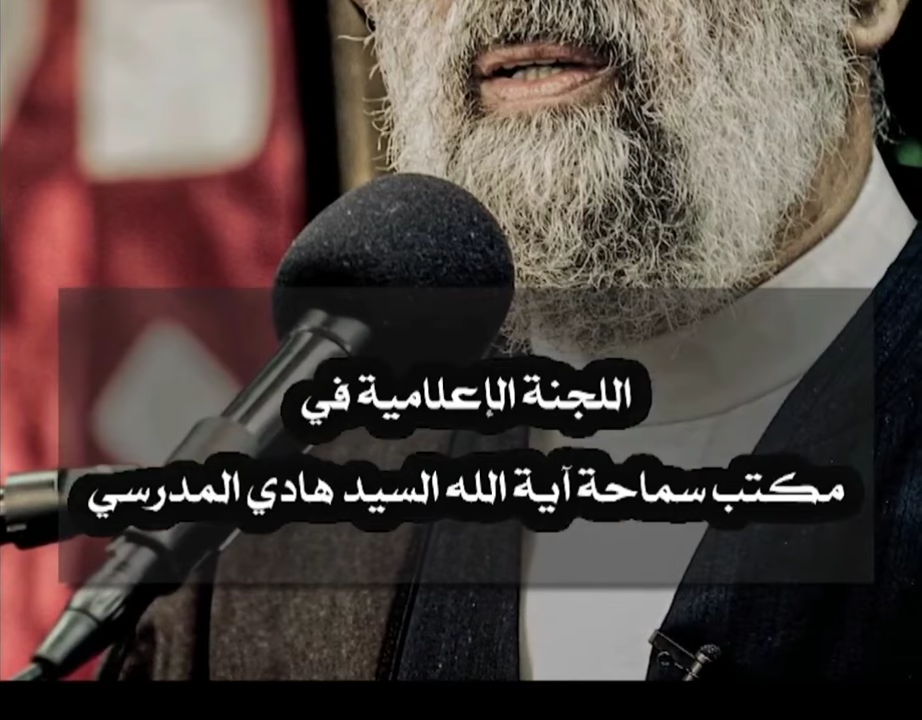 اللجنة الإعلامية في
مكتب سماحة آية الله السيد هادي المدرسي